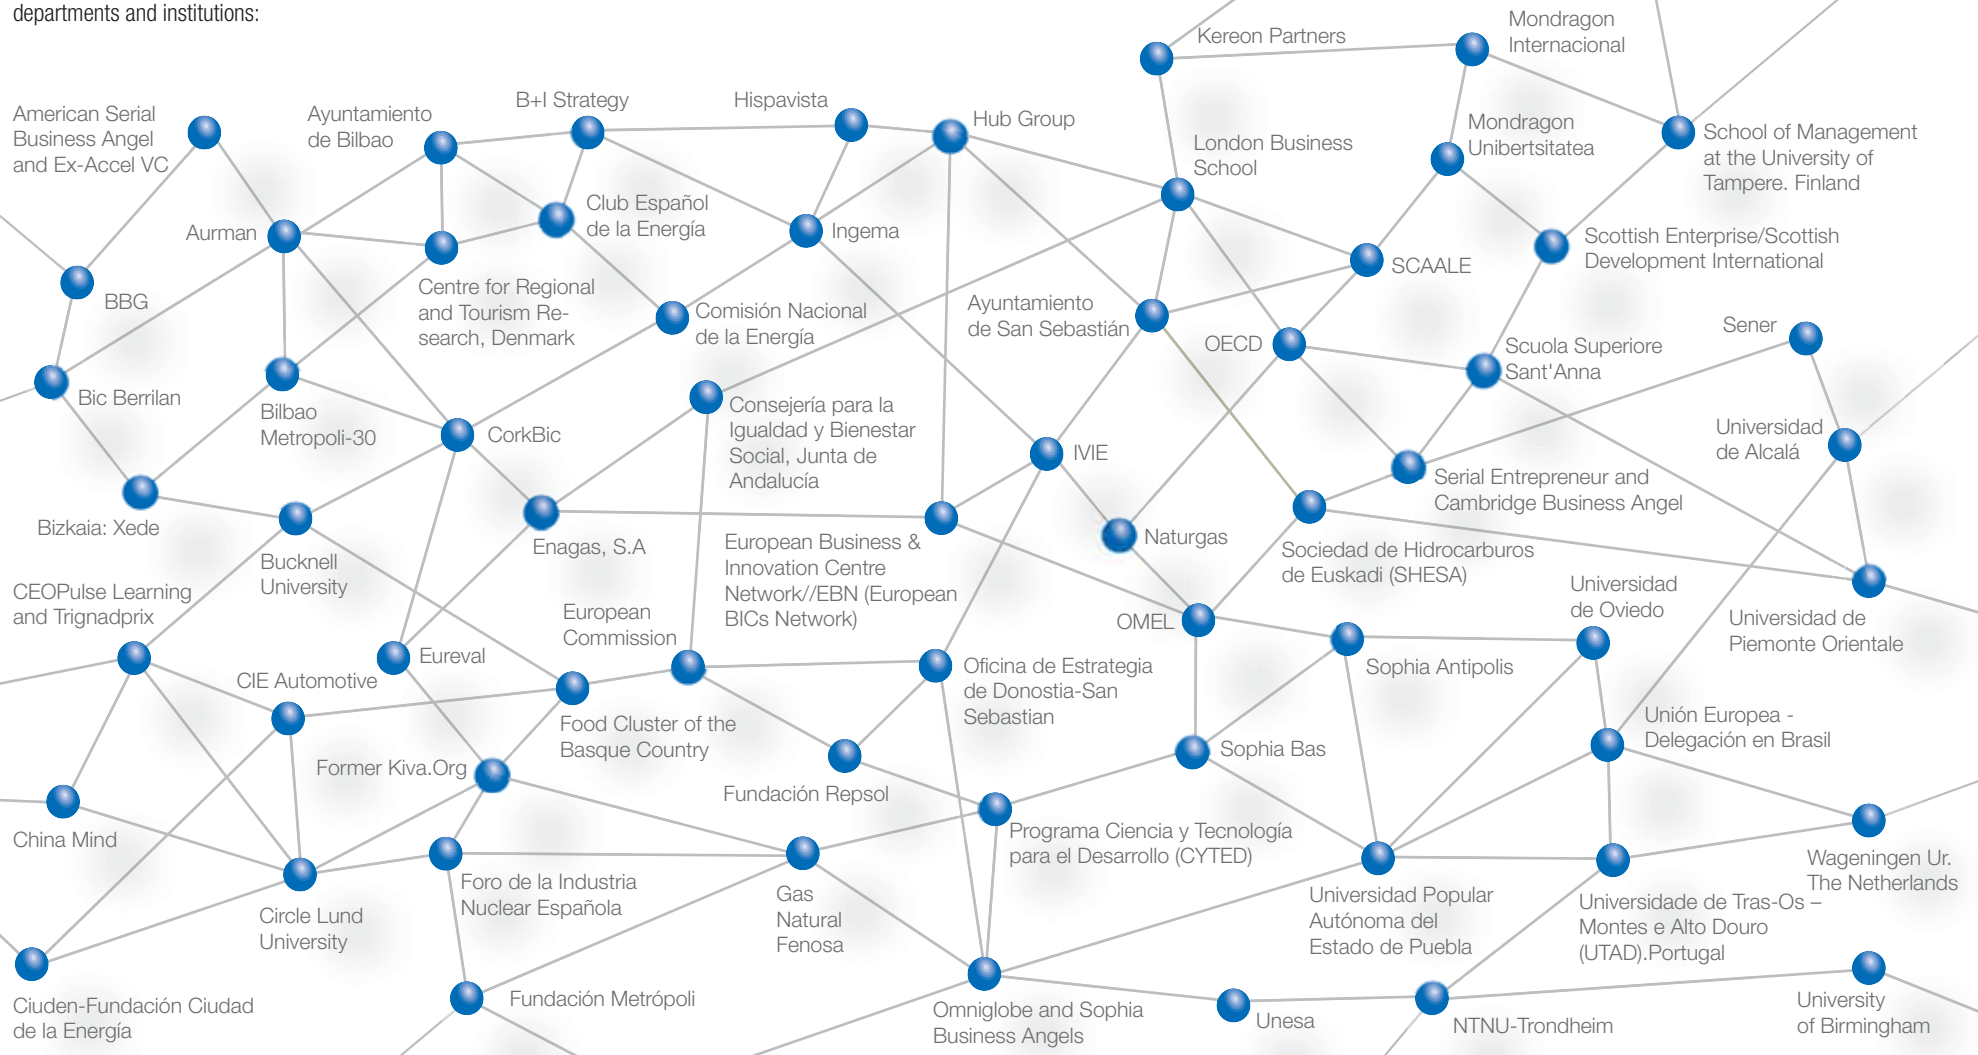 departments and institutions:
Kereon Partners
Mondragon
Internacional
American Serial
Business Angel
and Ex-Accel VC
Ayuntamiento
de Bilbao
B+I Strategy
Hispavista
Hub Group
London Business
School
Mondragon
Unibertsitatea
School of Management
at the University of
Tampere. Finland
Aurman
Club Español
de la Energía
Ingema
SCAALE
Scottish Enterprise/Scottish
Development International
BBG
Centre for Regional
and Tourism Re-
search, Denmark
Comisión Nacional
de la Energía
Ayuntamiento
de San Sebastián
OECD
Scuola Superiore
Sant'Anna
Sener
Bic Berrilan
Bilbao
Metropoli-30
CorkBic
Consejería para la
Igualdad y Bienestar
Social, Junta de
Andalucía
IVIE
Serial Entrepreneur and
Cambridge Business Angel
Universidad
de Alcalá
Bizkaia: Xede
Bucknell
University
Enagas, S.A
European Business &
Innovation Centre
Network//EBN (European
BICs Network)
Naturgas
Sociedad de Hidrocarburos
de Euskadi (SHESA)
Universidad
de Oviedo
Universidad de
Piemonte Orientale
CEOPulse Learning
and Trignadprix
CIE Automotive
Eureval
European
Commission
Oficina de Estrategia
de Donostia-San
Sebastian
OMEL
Sophia Antipolis
Unión Europea -
Delegación en Brasil
Former Kiva.Org
Food Cluster of the
Basque Country
Fundación Repsol
Sophia Bas
China Mind
Circle Lund
University
Foro de la Industria
Nuclear Española
Gas
Natural
Fenosa
Programa Ciencia y Tecnología
para el Desarrollo (CYTED)
Universidad Popular
Autónoma del
Estado de Puebla
Universidade de Tras-Os –
Montes e Alto Douro
(UTAD).Portugal
Wageningen Ur.
The Netherlands
Ciuden-Fundación Ciudad
de la Energía
Fundación Metrópoli
Omniglobe and Sophia
Business Angels
Unesa
NTNU-Trondheim
University
of Birmingham